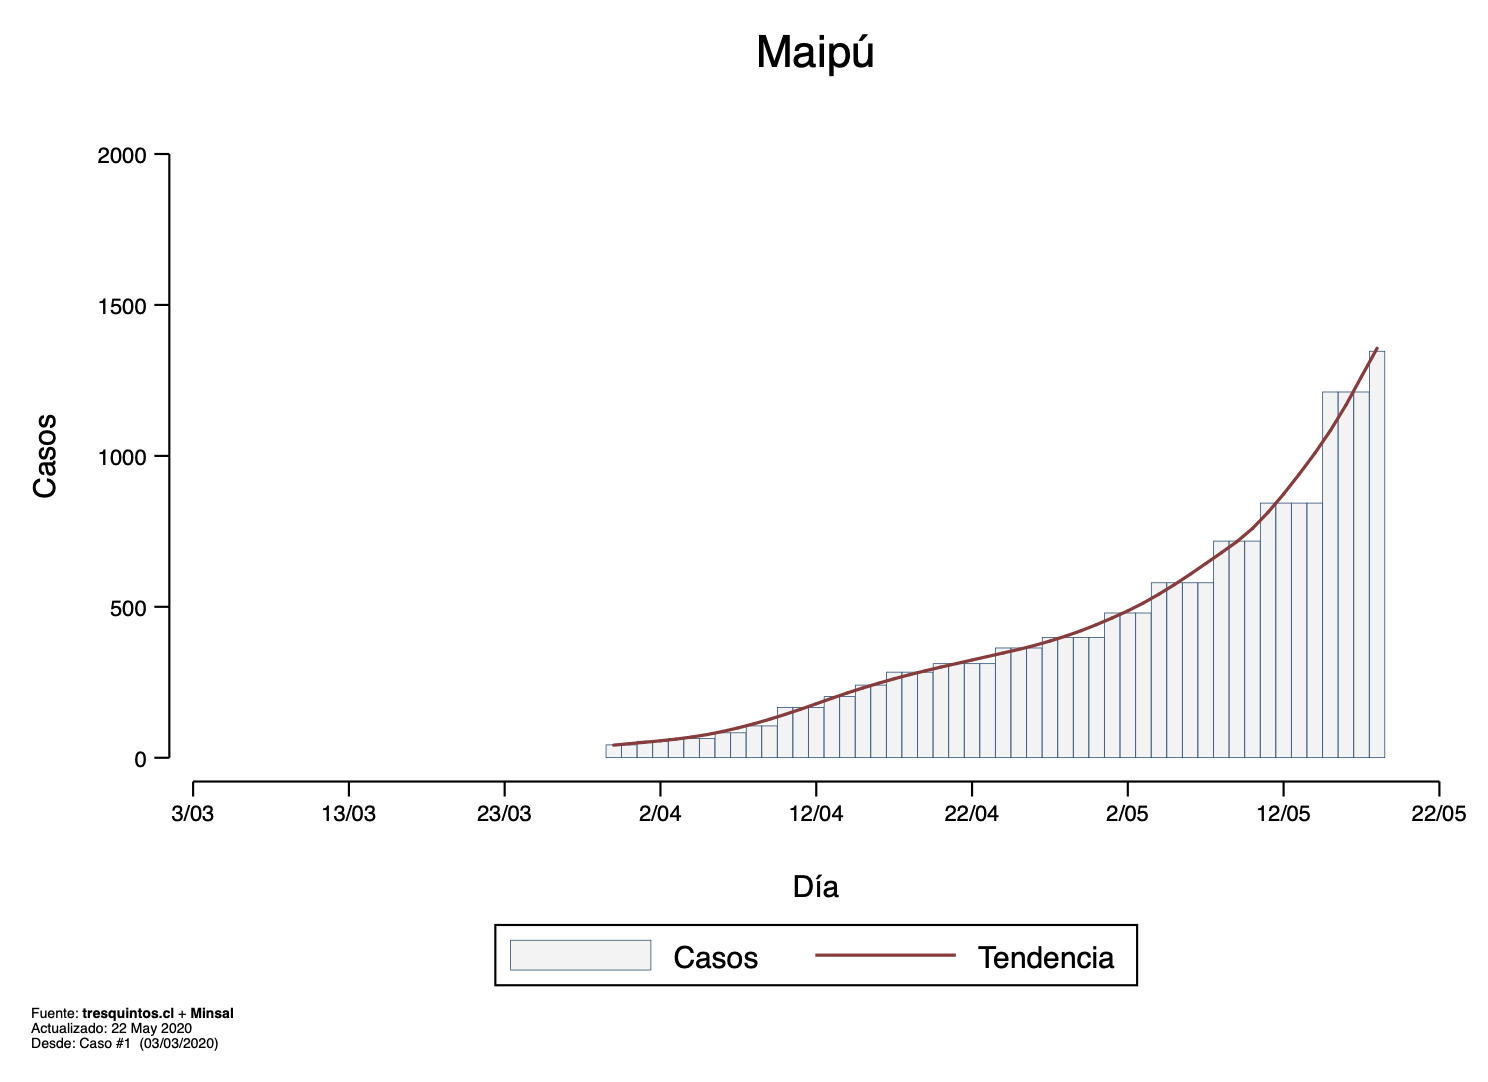 Maipú
2000
1500
1000
500
0
Casos
3/03 13/03 23/03 2/04 12/04 22/04 2/05 12/05 22/05
Día
Casos Tendencia
Fuente: tresquintos.cl + Minsal
Actualizado: 22 May 2020
Desde: Caso #1 (03/03/2020)